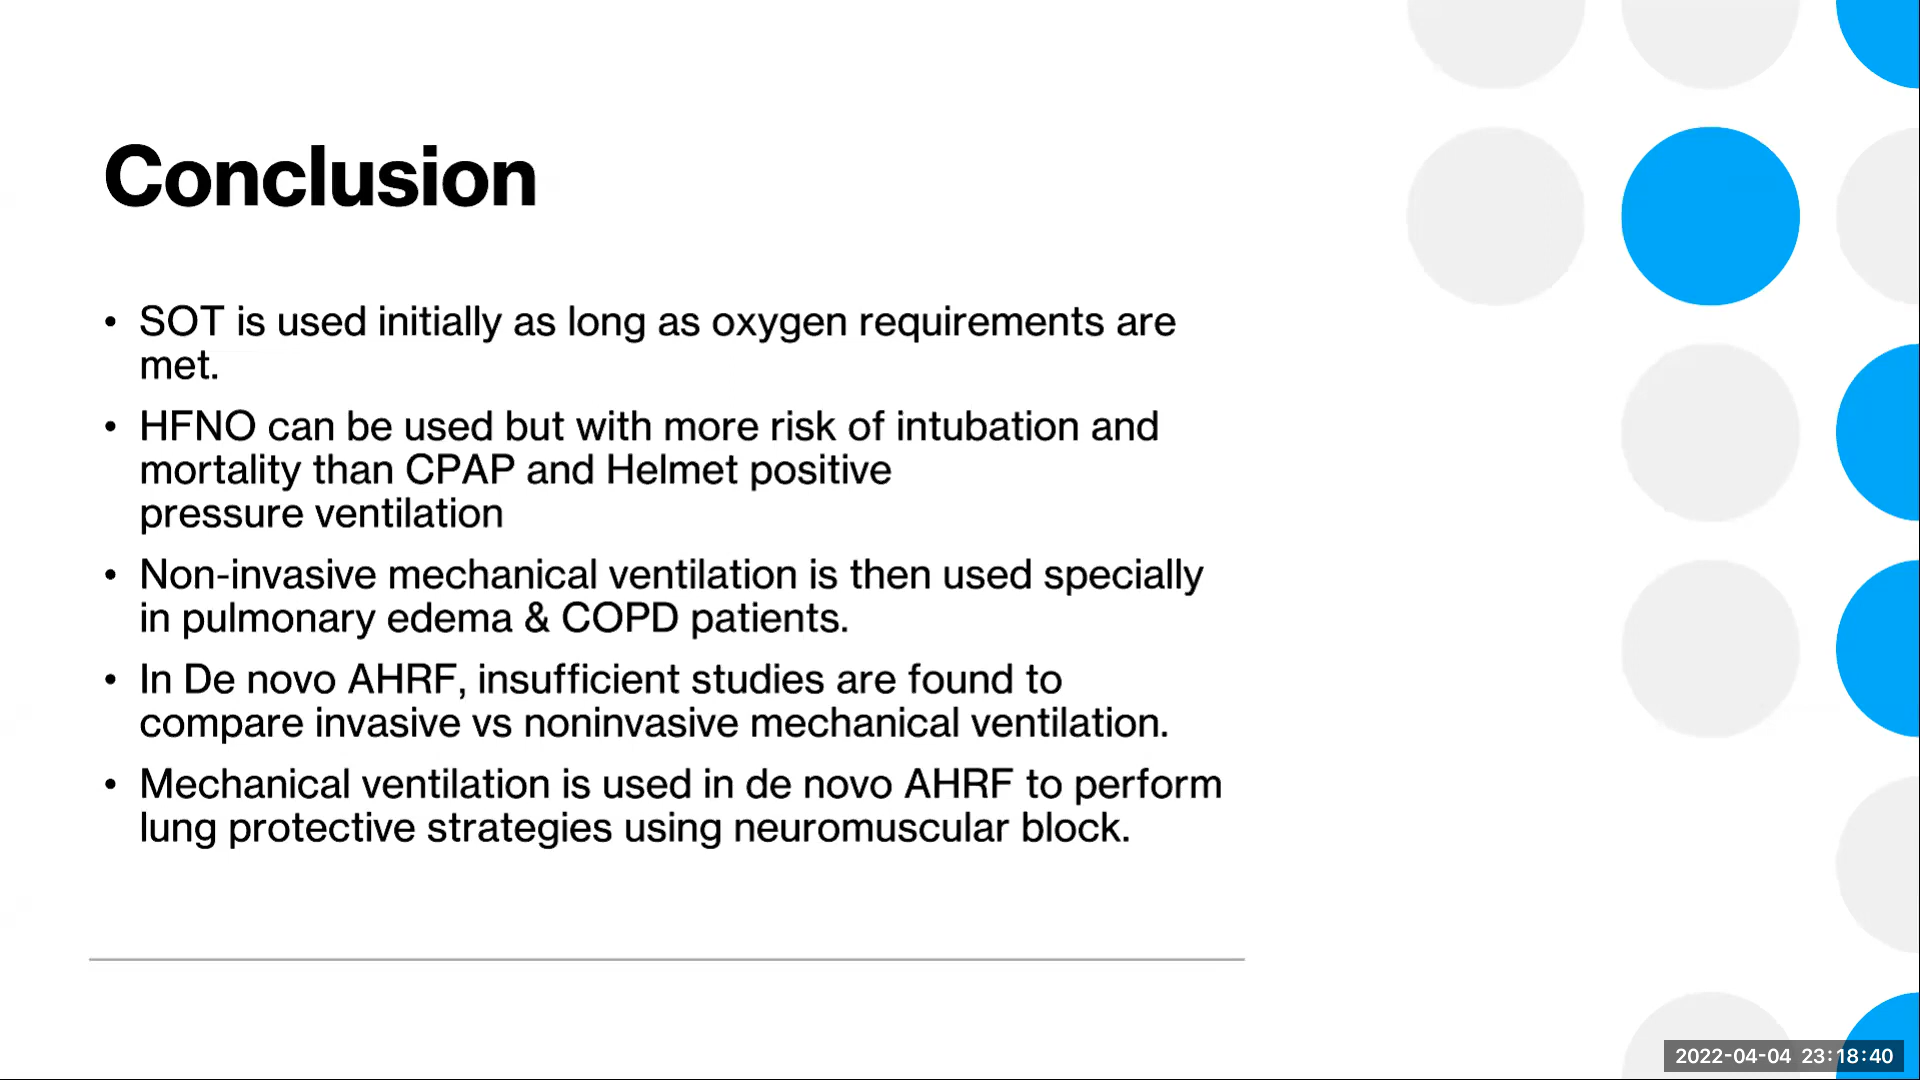 Conclusion
• SOT is used initially as long as oxygen requirements are
met.
• HFNO can be used but with more risk of intubation and
mortality than CPAP and Helmet positive
pressure ventilation
• Non-invasive mechanical ventilation is then used specially
in pulmonary edema & COPD patients.
• In De novo AHRF, insufficient studies are found to
compare invasive vs noninvasive mechanical ventilation.
• Mechanical ventilation is used in de novo AHRF to perform
lung protective strategies using neuromuscular block.
2022-04-04 23:18:40